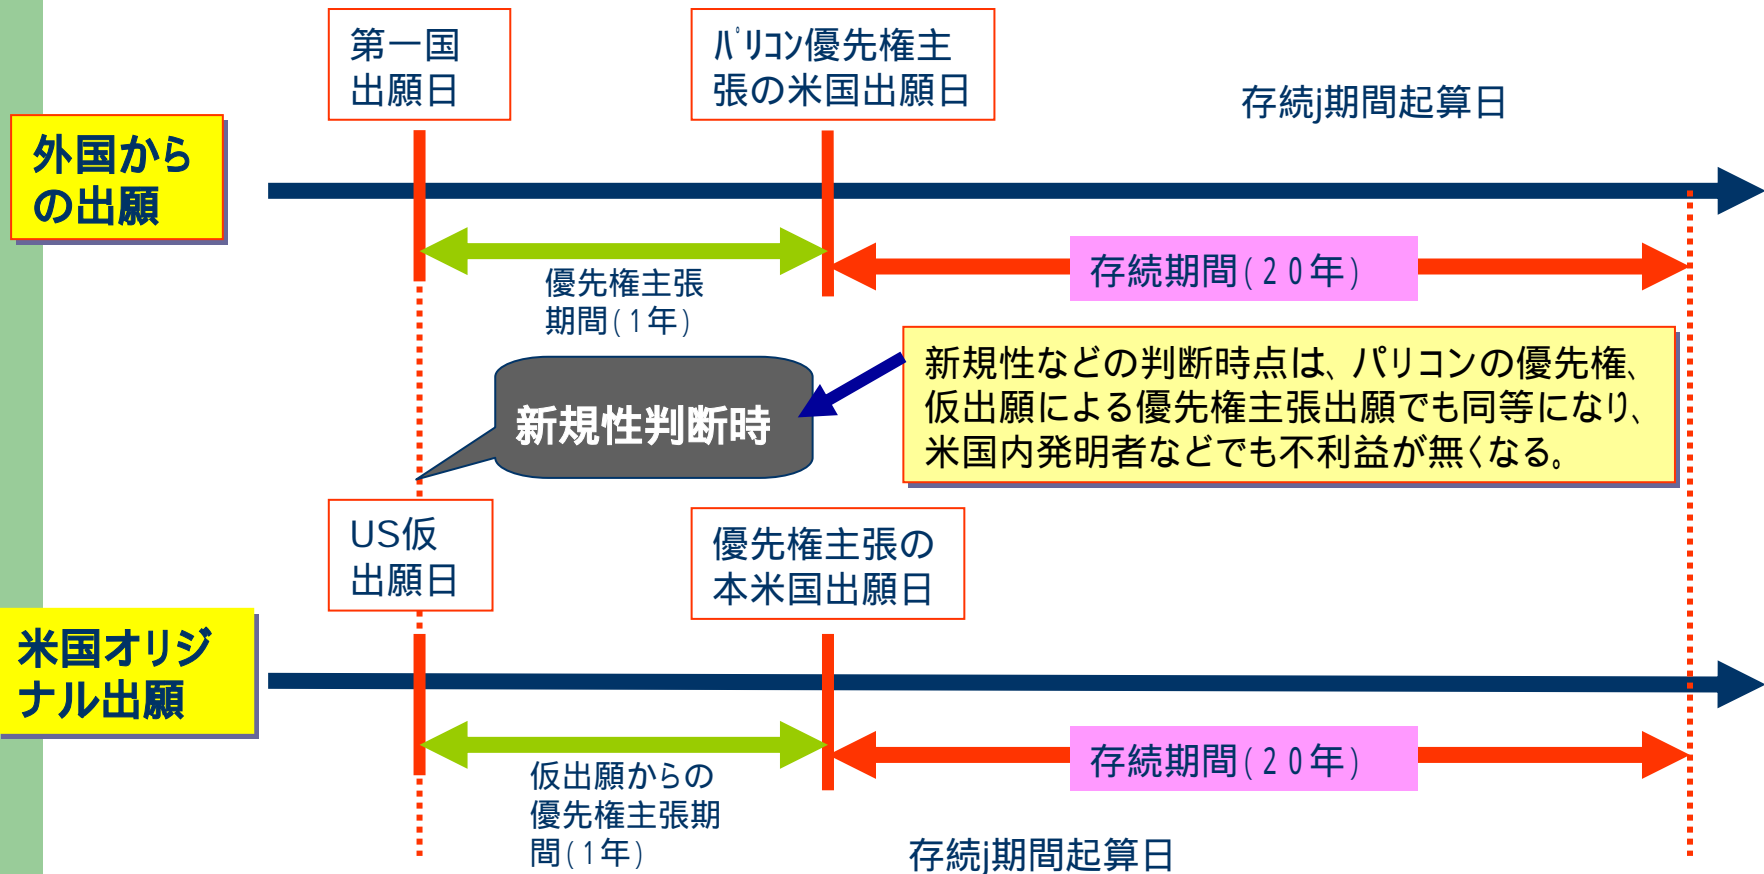 第一国
出願日
パリコン優先権主
張の米国出願日
存続j期間起算日
外国から
の出願
優先権主張
期間(1年)
存続期間(20年)
新規性などの判断時点は、パリコンの優先権、
仮出願による優先権主張出願でも同等になり、
米国内発明者などでも不利益が無くなる。
新規性判断時
US仮
出願日
優先権主張の
本米国出願日
米国オリジ
ナル出願
仮出願からの
優先権主張期
間(1年)
存続期間(20年)
存続j期間起算日